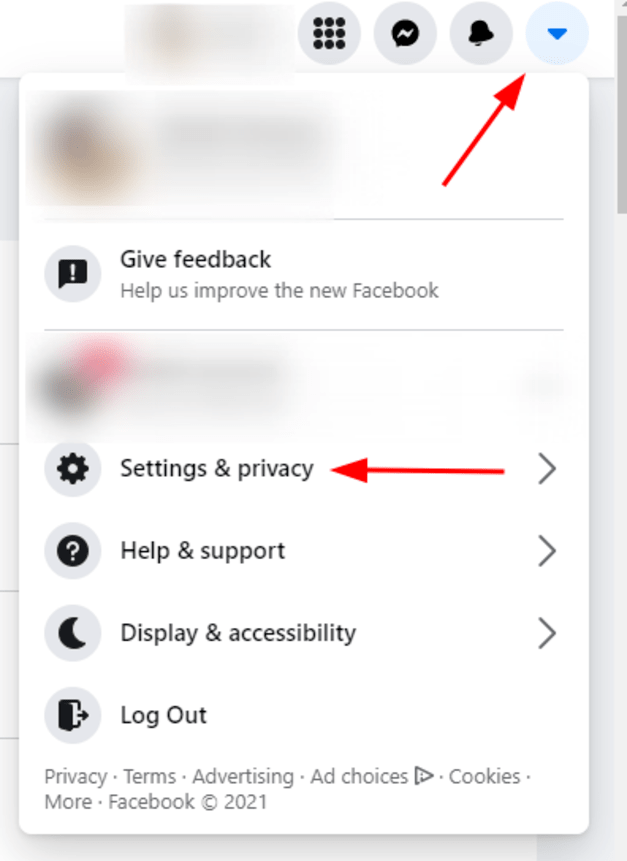 Give feedback
Help us improve the new Facebook
Settings & privacy
Help & support
Display & accessibility
Log Out
Privacy · Terms · Advertising · Ad choices · Cookies ·
More · Facebook © 2021